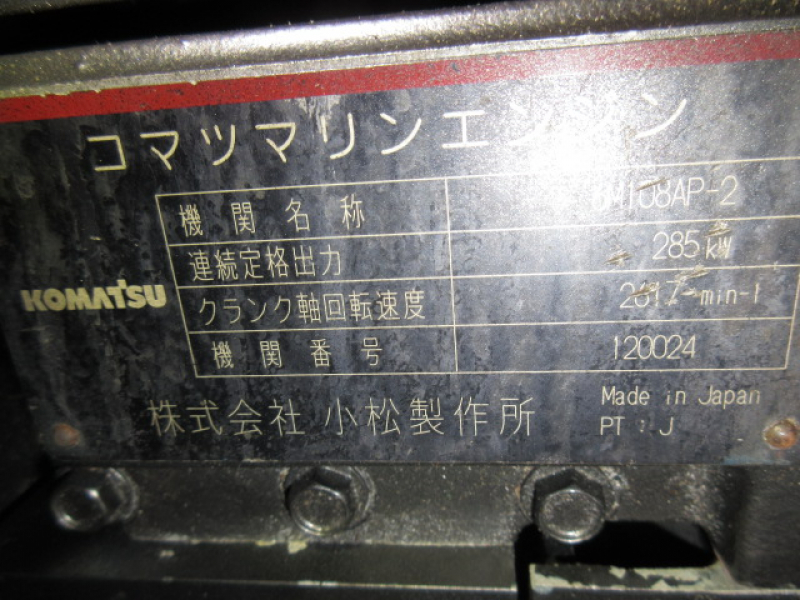 コマツマリンエンジン
機関名称 6M108AP-2
連続定格出力 285kW
KOMATSU
クランク軸回転速度 2617 min-1
機関番号 120024
株式会社 小松製作所
Made in Japan
PT : J